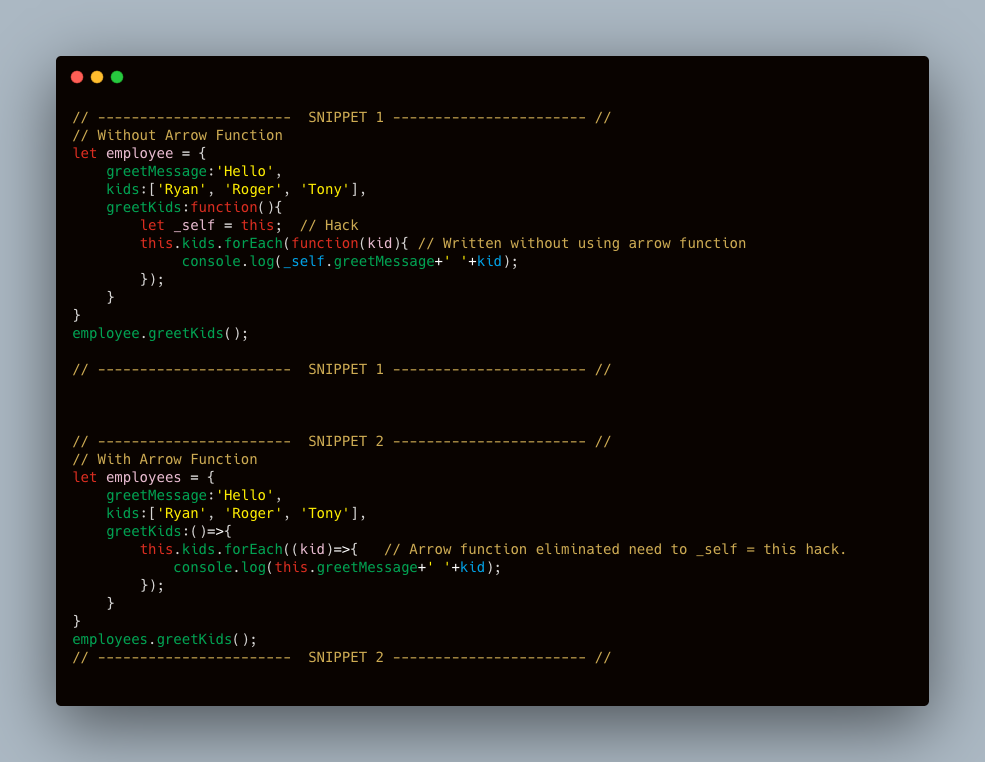 // -----------------------  SNIPPET 1 ----------------------- //
// Without Arrow Function
let employee = {
    greetMessage:'Hello',
    kids:['Ryan', 'Roger', 'Tony'],
    greetKids:function(){
        let _self = this;  // Hack
        this.kids.forEach(function(kid){ // Written without using arrow function
             console.log(_self.greetMessage+' '+kid);
        });
    }
}
employee.greetKids();
// -----------------------  SNIPPET 1 ----------------------- //
// -----------------------  SNIPPET 2 ----------------------- //
// With Arrow Function
let employees = {
    greetMessage:'Hello',
    kids:['Ryan', 'Roger', 'Tony'],
    greetKids:()=>{
        this.kids.forEach((kid)=>{   // Arrow function eliminated need to _self = this hack.
            console.log(this.greetMessage+' '+kid);
        });
    }
}
employees.greetKids();
// -----------------------  SNIPPET 2 ----------------------- //